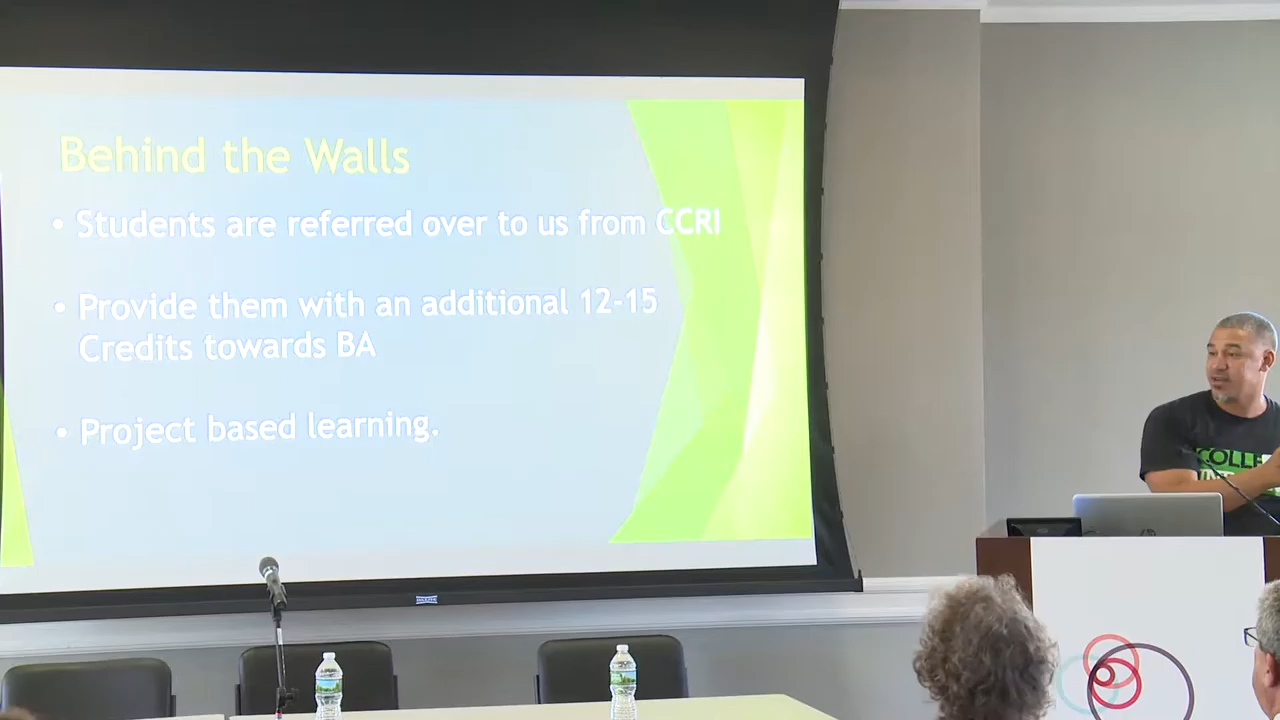 Behind the Walls
• Students are referred over to us from CCRI
• Provide them with an additional 12-15
Credits towards BA
• Project based learning.
COLLE